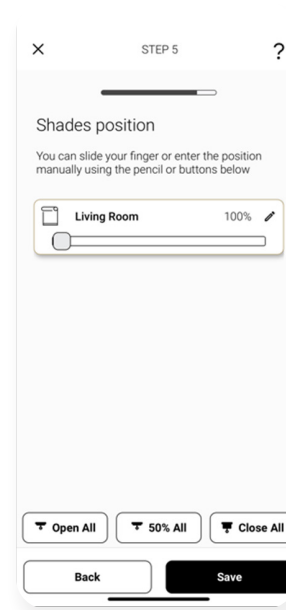 STEP 5
?
Shades position
You can slide your finger or enter the position
manually using the pencil or buttons below
Living Room 100%
Open All 50% All Close All
Back Save